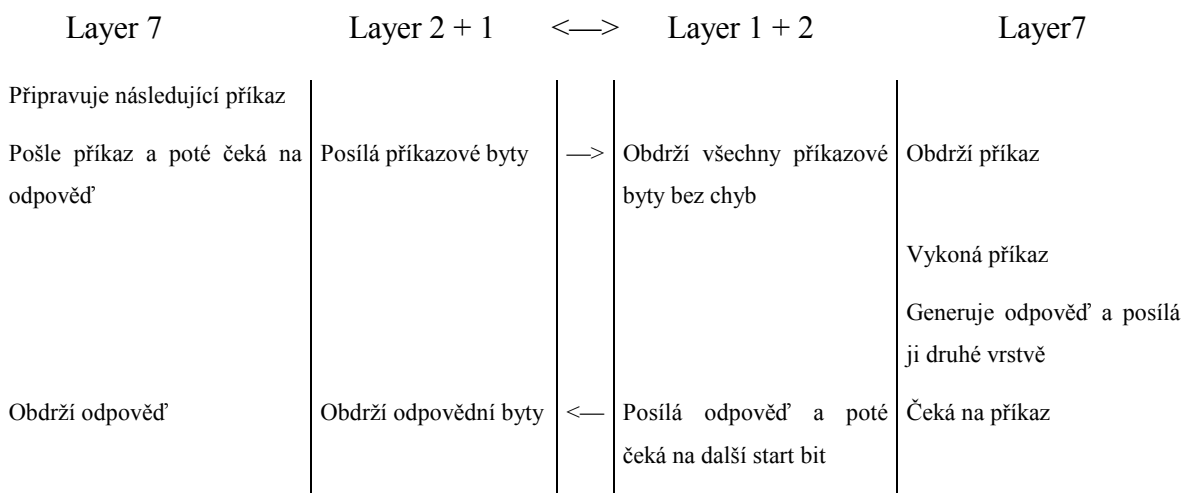 Layer 7 Layer 2 + 1 <—> Layer 1 + 2 Layer7
Připravuje následující příkaz
Pošle příkaz a poté čeká na Posílá příkazové byty —> Obdrží všechny příkazové Obdrží příkaz
odpověď byty bez chyb
Vykoná příkaz
Generuje odpověď a posílá
ji druhé vrstvě
Obdrží odpověď Obdrží odpovědní byty <— Posílá odpověď a poté Čeká na příkaz
čeká na další start bit